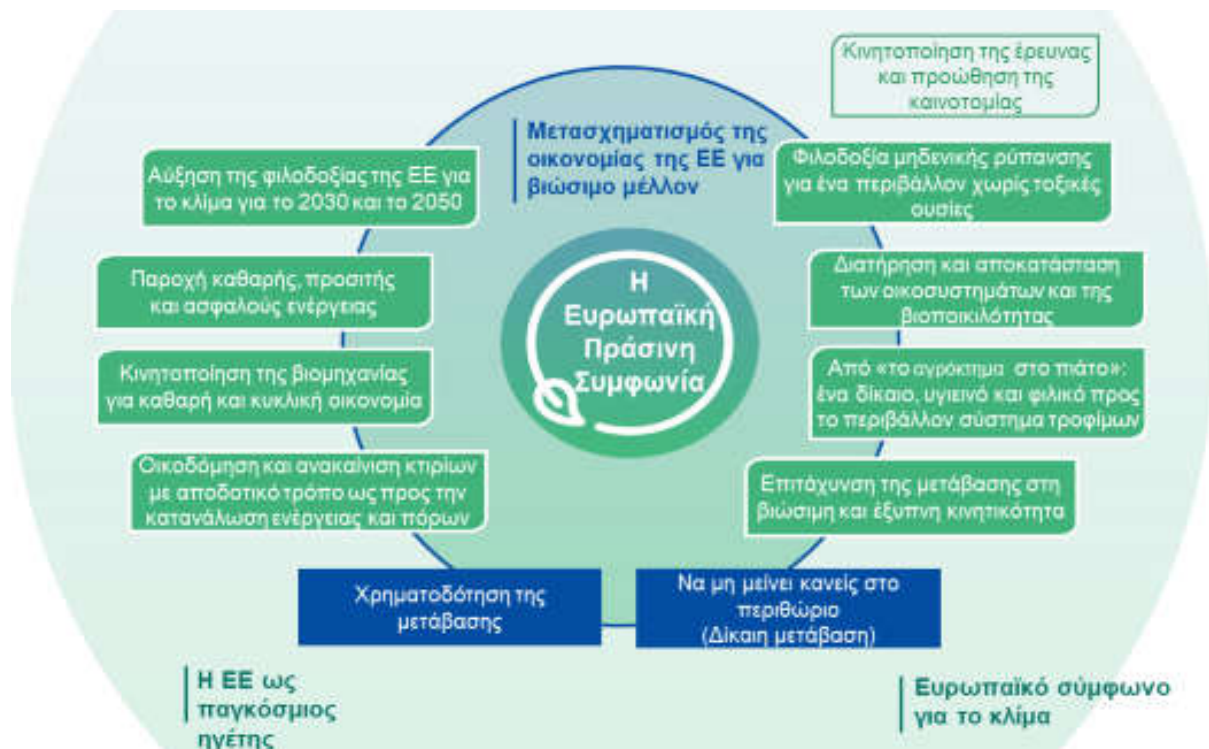 Κινητοποίηση της έρευνας
και προώθηση της
καινοτομίας
Μετασχηματισμός της
οικονομίας της ΕΕ για
βιώσιμο μέλλον
Αύξηση της φιλοδοξίας της ΕΕ για
το κλίμα για το 2030 και το 2050
Φιλοδοξία μηδενικής ρύπανσης
για ένα περιβάλλον χωρίς τοξικές
ουσίες
Παροχή καθαρής, προσιτής
και ασφαλούς ενέργειας
Η
Ευρωπαϊκή
Πράσινη
Συμφωνία
Διατήρηση και αποκατάσταση
των οικοσυστημάτων και της
βιοποικιλότητας
Κινητοποίηση της βιομηχανίας
για καθαρή και κυκλική οικονομία
Από «το αγρόκτημα στο πιάτο»:
ένα δίκαιο, υγιεινό και φιλικό προς
το περιβάλλον σύστημα τροφίμων
Οικοδόμηση και ανακαίνιση κτιρίων
με αποδοτικό τρόπο ως προς την
κατανάλωση ενέργειας και πόρων
Επιτάχυνση της μετάβασης στη
βιώσιμη και έξυπνη κινητικότητα
Χρηματοδότηση της
μετάβασης
Να μη μείνει κανείς στο
περιθώριο
(Δίκαιη μετάβαση)
Η ΕΕ ως
παγκόσμιος
ηγέτης
Ευρωπαϊκό σύμφωνο
για το κλίμα